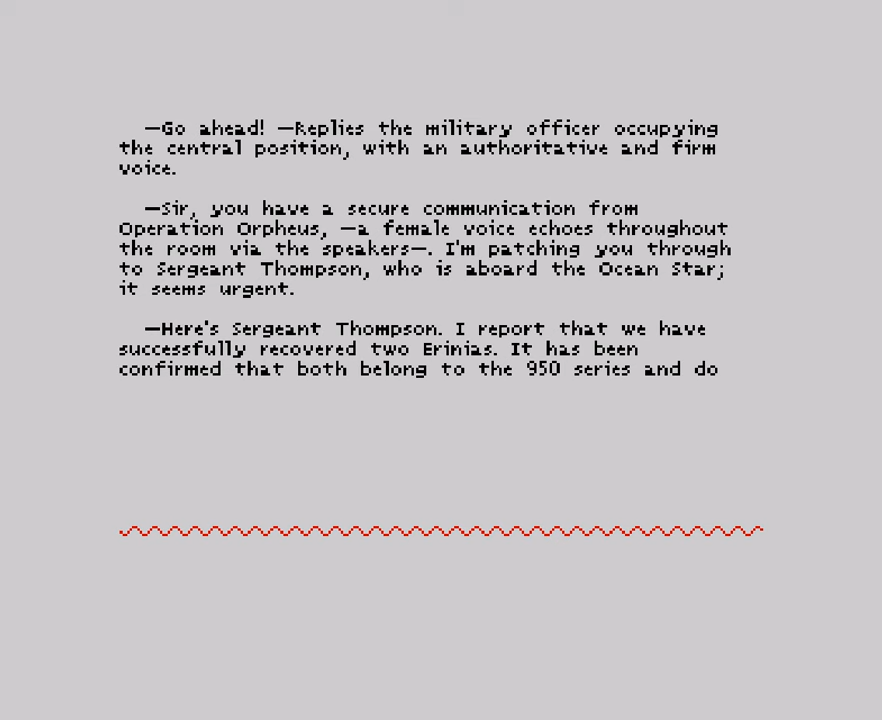 —Go ahead! —Replies the military officer occupying
the central position, with an authoritative and firm
voice.
—Sir, you have a secure communication from
Operation Orpheus, —a female voice echoes throughout
the room via the speakers—. I'm patching you through
to Sergeant Thompson, who is aboard the Ocean Star;
it seems urgent.
—Here's Sergeant Thompson. I report that we have
successfully recovered two Erinias. It has been
confirmed that both belong to the 950 series and do